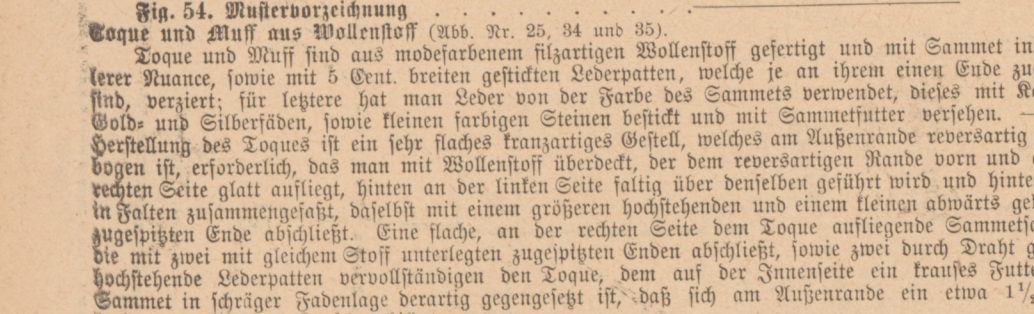 Fig. 54. Mustervorzeichnung . . . . . . . . . .
Toque und Muff aus Wollenstoff (Abb. Nr. 25, 34 und 35).
Toque und Muff sind aus modefarbenem filzartigen Wollenstoff gefertigt und mit Sammet in
lerer Nuance, sowie mit 5 Cent. breiten gestickten Lederpatten, welche je an ihrem einen Ende zu
sind, verziert; für letztere hat man Leder von der Farbe des Sammets verwendet, dieses mit
Gold- und Silberfäden, sowie kleinen farbigen Steinen bestickt und mit Sammetfutter versehen. –
Herstellung des Toques ist ein sehr flaches kranzartiges Gestell, welches am Außenrande reversartig
bogen ist, erforderlich, das man mit Wollenstoff überdeckt, der dem reversartigen Rande vorn und
rechten Seite glatt aufliegt, hinten an der linken Seite faltig über denselben geführt wird und hinte
in Falten zusammengefaßt, daselbst mit einem größeren hochstehenden und einem kleinen abwärts ge
zugespitzten Ende abschließt. Eine flache, an der rechten Seite dem Toque aufliegende Sammets
die mit zwei mit gleichem Stoff unterlegten zugespitzten Enden abschließt, sowie zwei durch Draht g
hochstehende Lederpatten vervollständigen den Toque, dem auf der Innenseite ein krauses Futt
Sammet in schräger Fadenlage derartig gegengesetzt ist, daß sich am Außenrande ein etwa 1½